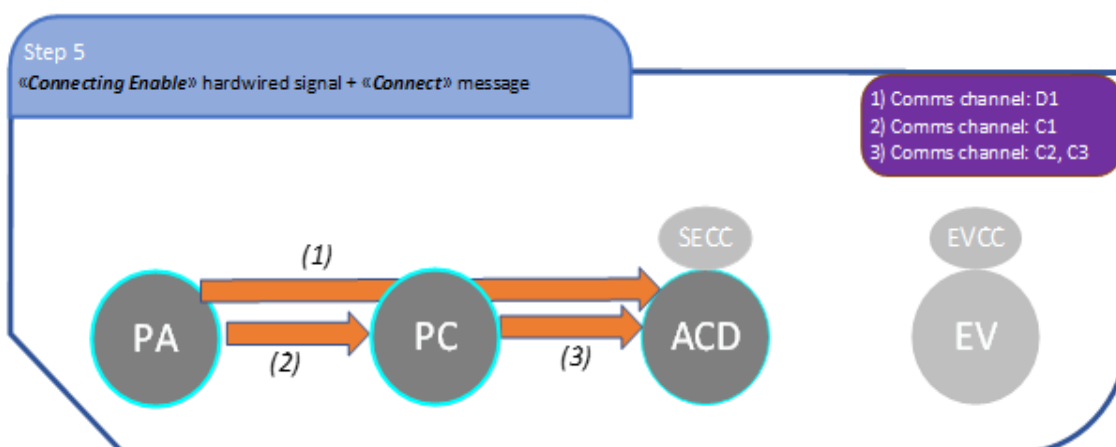 Step 5
«Connecting Enable» hardwired signal + «Connect» message
1) Comms channel: D1
2) Comms channel: C1
3) Comms channel: C2, C3
SECC
EVCC
(1)
PA
PC
ACD
EV
(2)
(3)